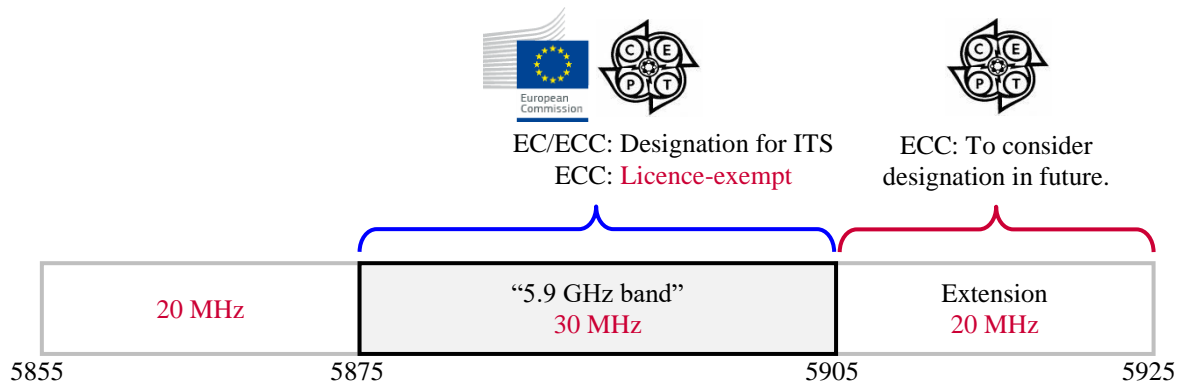 European
Commission
C E
P T
C E
P T
EC/ECC: Designation for ITS
ECC: Licence-exempt
ECC: To consider
designation in future.
20 MHz
“5.9 GHz band”
30 MHz
Extension
20 MHz
5855
5875
5905
5925